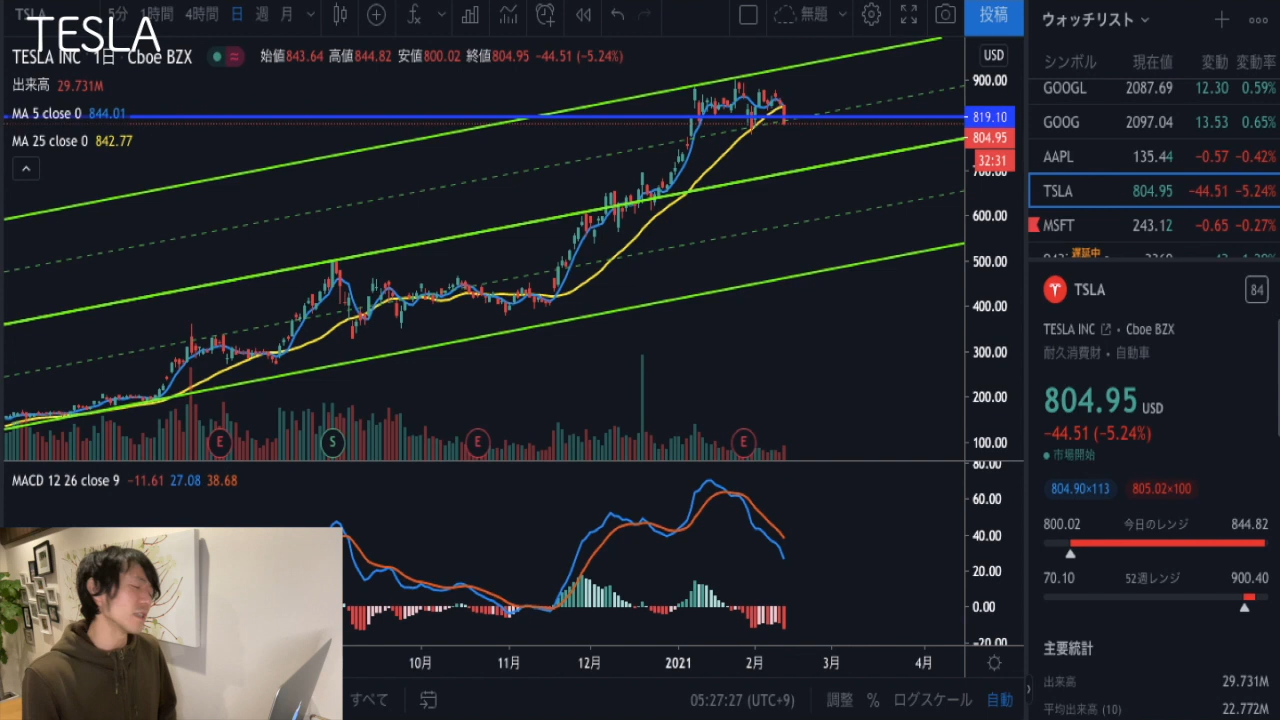 TSLA 5分 1時間 4時間 日 週 月 無題 投稿
TESLA
TESLA INC 1日 Cboe BZX 始値843.64 高値844.82 安値800.02 終値804.95 −44.51 (−5.24%)
出来高 29.731M
MA 5 close 0 844.01
MA 25 close 0 842.77
USD
900.00
819.10
804.95
32:31
700.00
600.00
500.00
400.00
300.00
200.00
100.00
E
S
E
E
MACD 12 26 close 9 −11.61 27.08 38.68
80.00
60.00
40.00
20.00
0.00
−20.00
10月 11月 12月 2021 2月 3月 4月
すべて 05:27:27 (UTC+9) 調整 % ログスケール 自動
ウォッチリスト
シンボル 現在値 変動 変動率
GOOGL 2087.69 12.30 0.59%
GOOG 2097.04 13.53 0.65%
AAPL 135.44 −0.57 −0.42%
TSLA 804.95 −44.51 −5.24%
MSFT 243.12 −0.65 −0.27%
遅延中
TSLA 84
TESLA INC • Cboe BZX
耐久消費財 • 自動車
804.95 USD
−44.51 (−5.24%)
市場開始
804.90×113 805.02×100
800.02 今日のレンジ 844.82
70.10 52週レンジ 900.40
主要統計
出来高 29.731M
平均出来高 (10) 22.772M